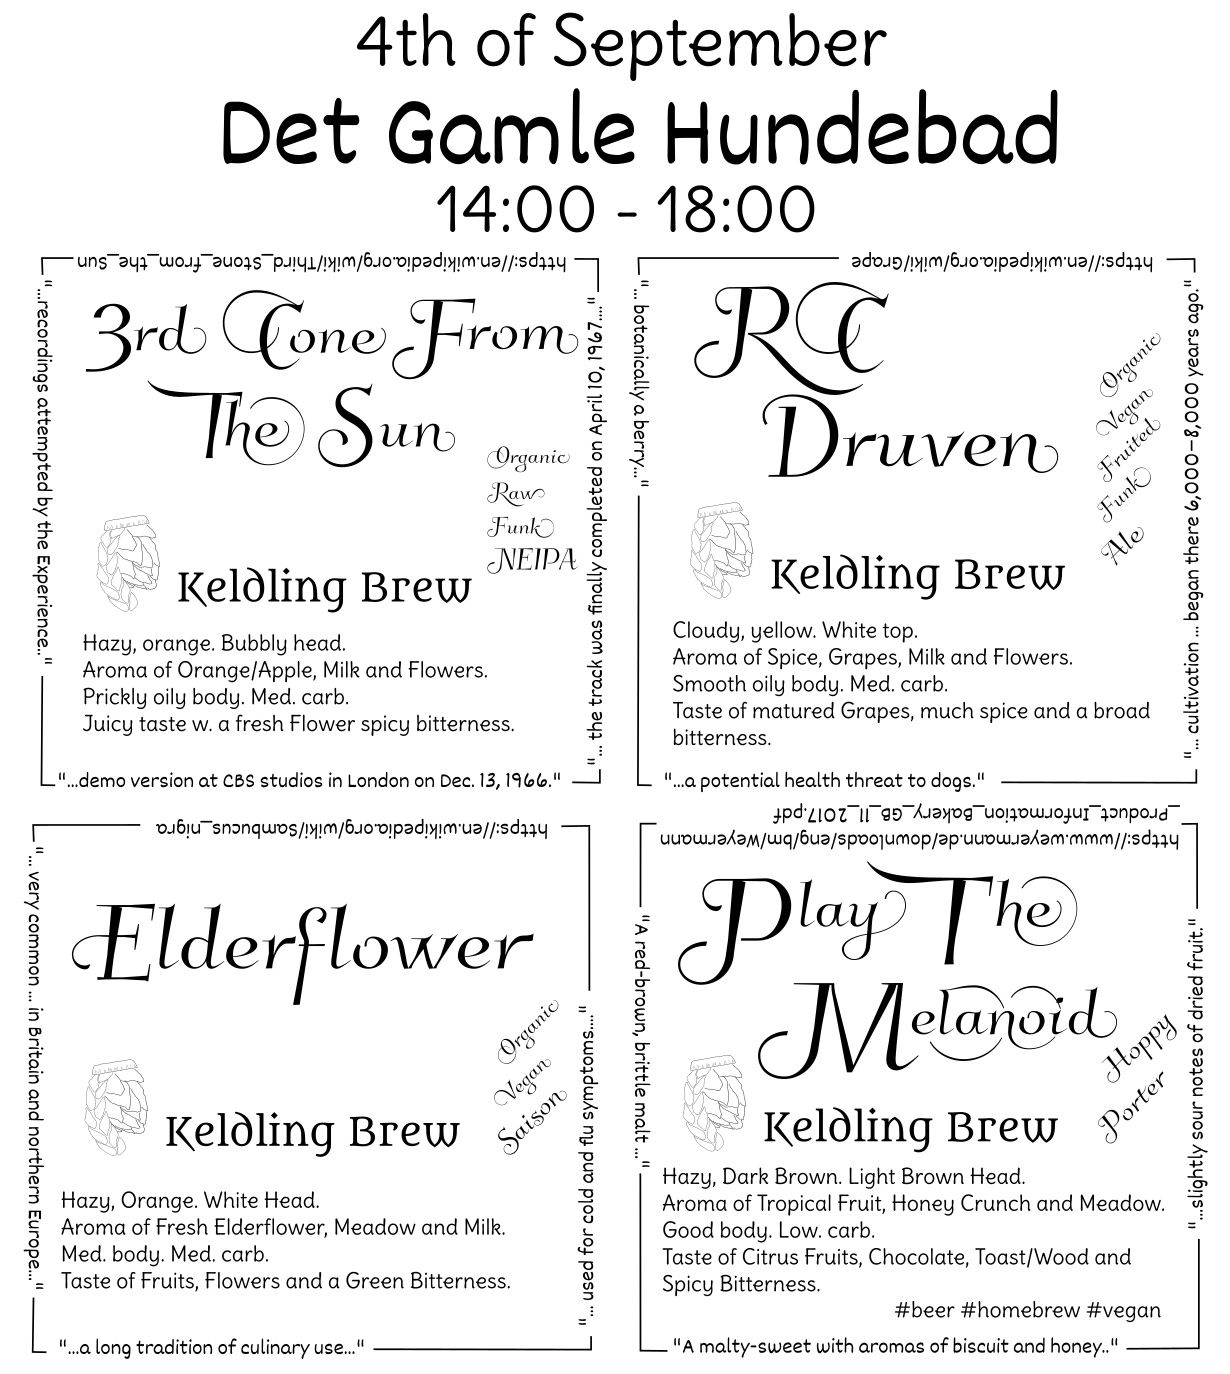 4th of September
Det Gamle Hundebad
14:00 - 18:00
https://en.wikipedia.org/wiki/Third_Stone_from_the_Sun
"...recordings attempted by the Experience.."
3rd Cone From
The Sun
Organic
Raw
Funk
NEIPA
Keldling Brew
Hazy, orange. Bubbly head.
Aroma of Orange/Apple, Milk and Flowers.
Prickly oily body. Med. carb.
Juicy taste w. a fresh Flower spicy bitterness.
"... the track was finally completed on April 10, 1967...."
"...demo version at CBS studios in London on Dec. 13, 1966."
https://en.wikipedia.org/wiki/Grape
"... botanically a berry..."
RC
Druven
Organic
Vegan
Fruited
Funk
Ale
Keldling Brew
Cloudy, yellow. White top.
Aroma of Spice, Grapes, Milk and Flowers.
Smooth oily body. Med. carb.
Taste of matured Grapes, much spice and a broad
bitterness.
"... cultivation ... began there 6,000–8,000 years ago."
"...a potential health threat to dogs."
https://en.wikipedia.org/wiki/Sambucus_nigra
"... very common ... in Britain and northern Europe..."
Elderflower
Organic
Vegan
Saison
Keldling Brew
Hazy, Orange. White Head.
Aroma of Fresh Elderflower, Meadow and Milk.
Med. body. Med. carb.
Taste of Fruits, Flowers and a Green Bitterness.
"... used for cold and flu symptoms...."
"...a long tradition of culinary use..."
https://www.weyermann.de/downloads/eng/bm/Weyermann
_Product_Information_Bakery_GB_11_2017.pdf
"A red-brown, brittle malt ..."
Play The
Melanoid
Hoppy
Porter
Keldling Brew
Hazy, Dark Brown. Light Brown Head.
Aroma of Tropical Fruit, Honey Crunch and Meadow.
Good body. Low. carb.
Taste of Citrus Fruits, Chocolate, Toast/Wood and
Spicy Bitterness.
#beer #homebrew #vegan
"...slightly sour notes of dried fruit."
"A malty-sweet with aromas of biscuit and honey.."